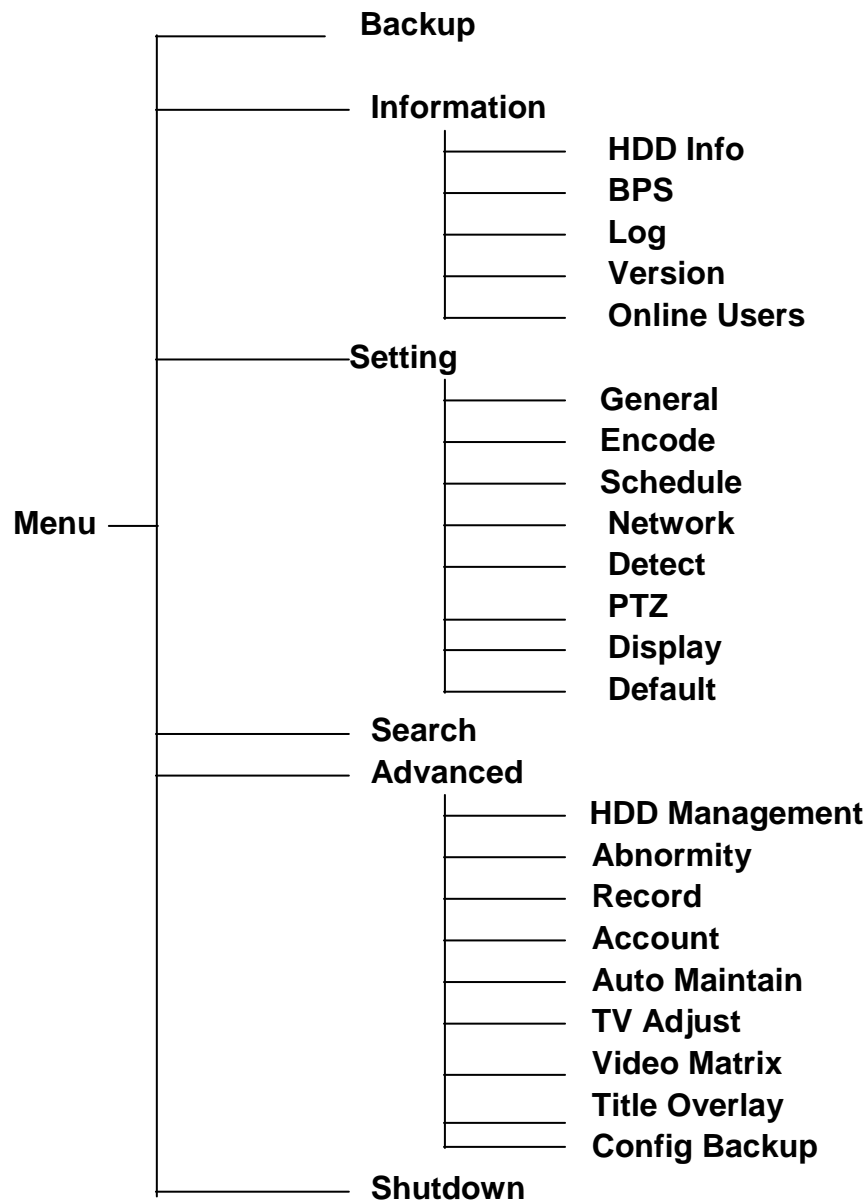 Backup
Information
HDD Info
BPS
Log
Version
Online Users
Setting
General
Encode
Schedule
Menu
Network
Detect
PTZ
Display
Default
Search
Advanced
HDD Management
Abnormity
Record
Account
Auto Maintain
TV Adjust
Video Matrix
Title Overlay
Config Backup
Shutdown